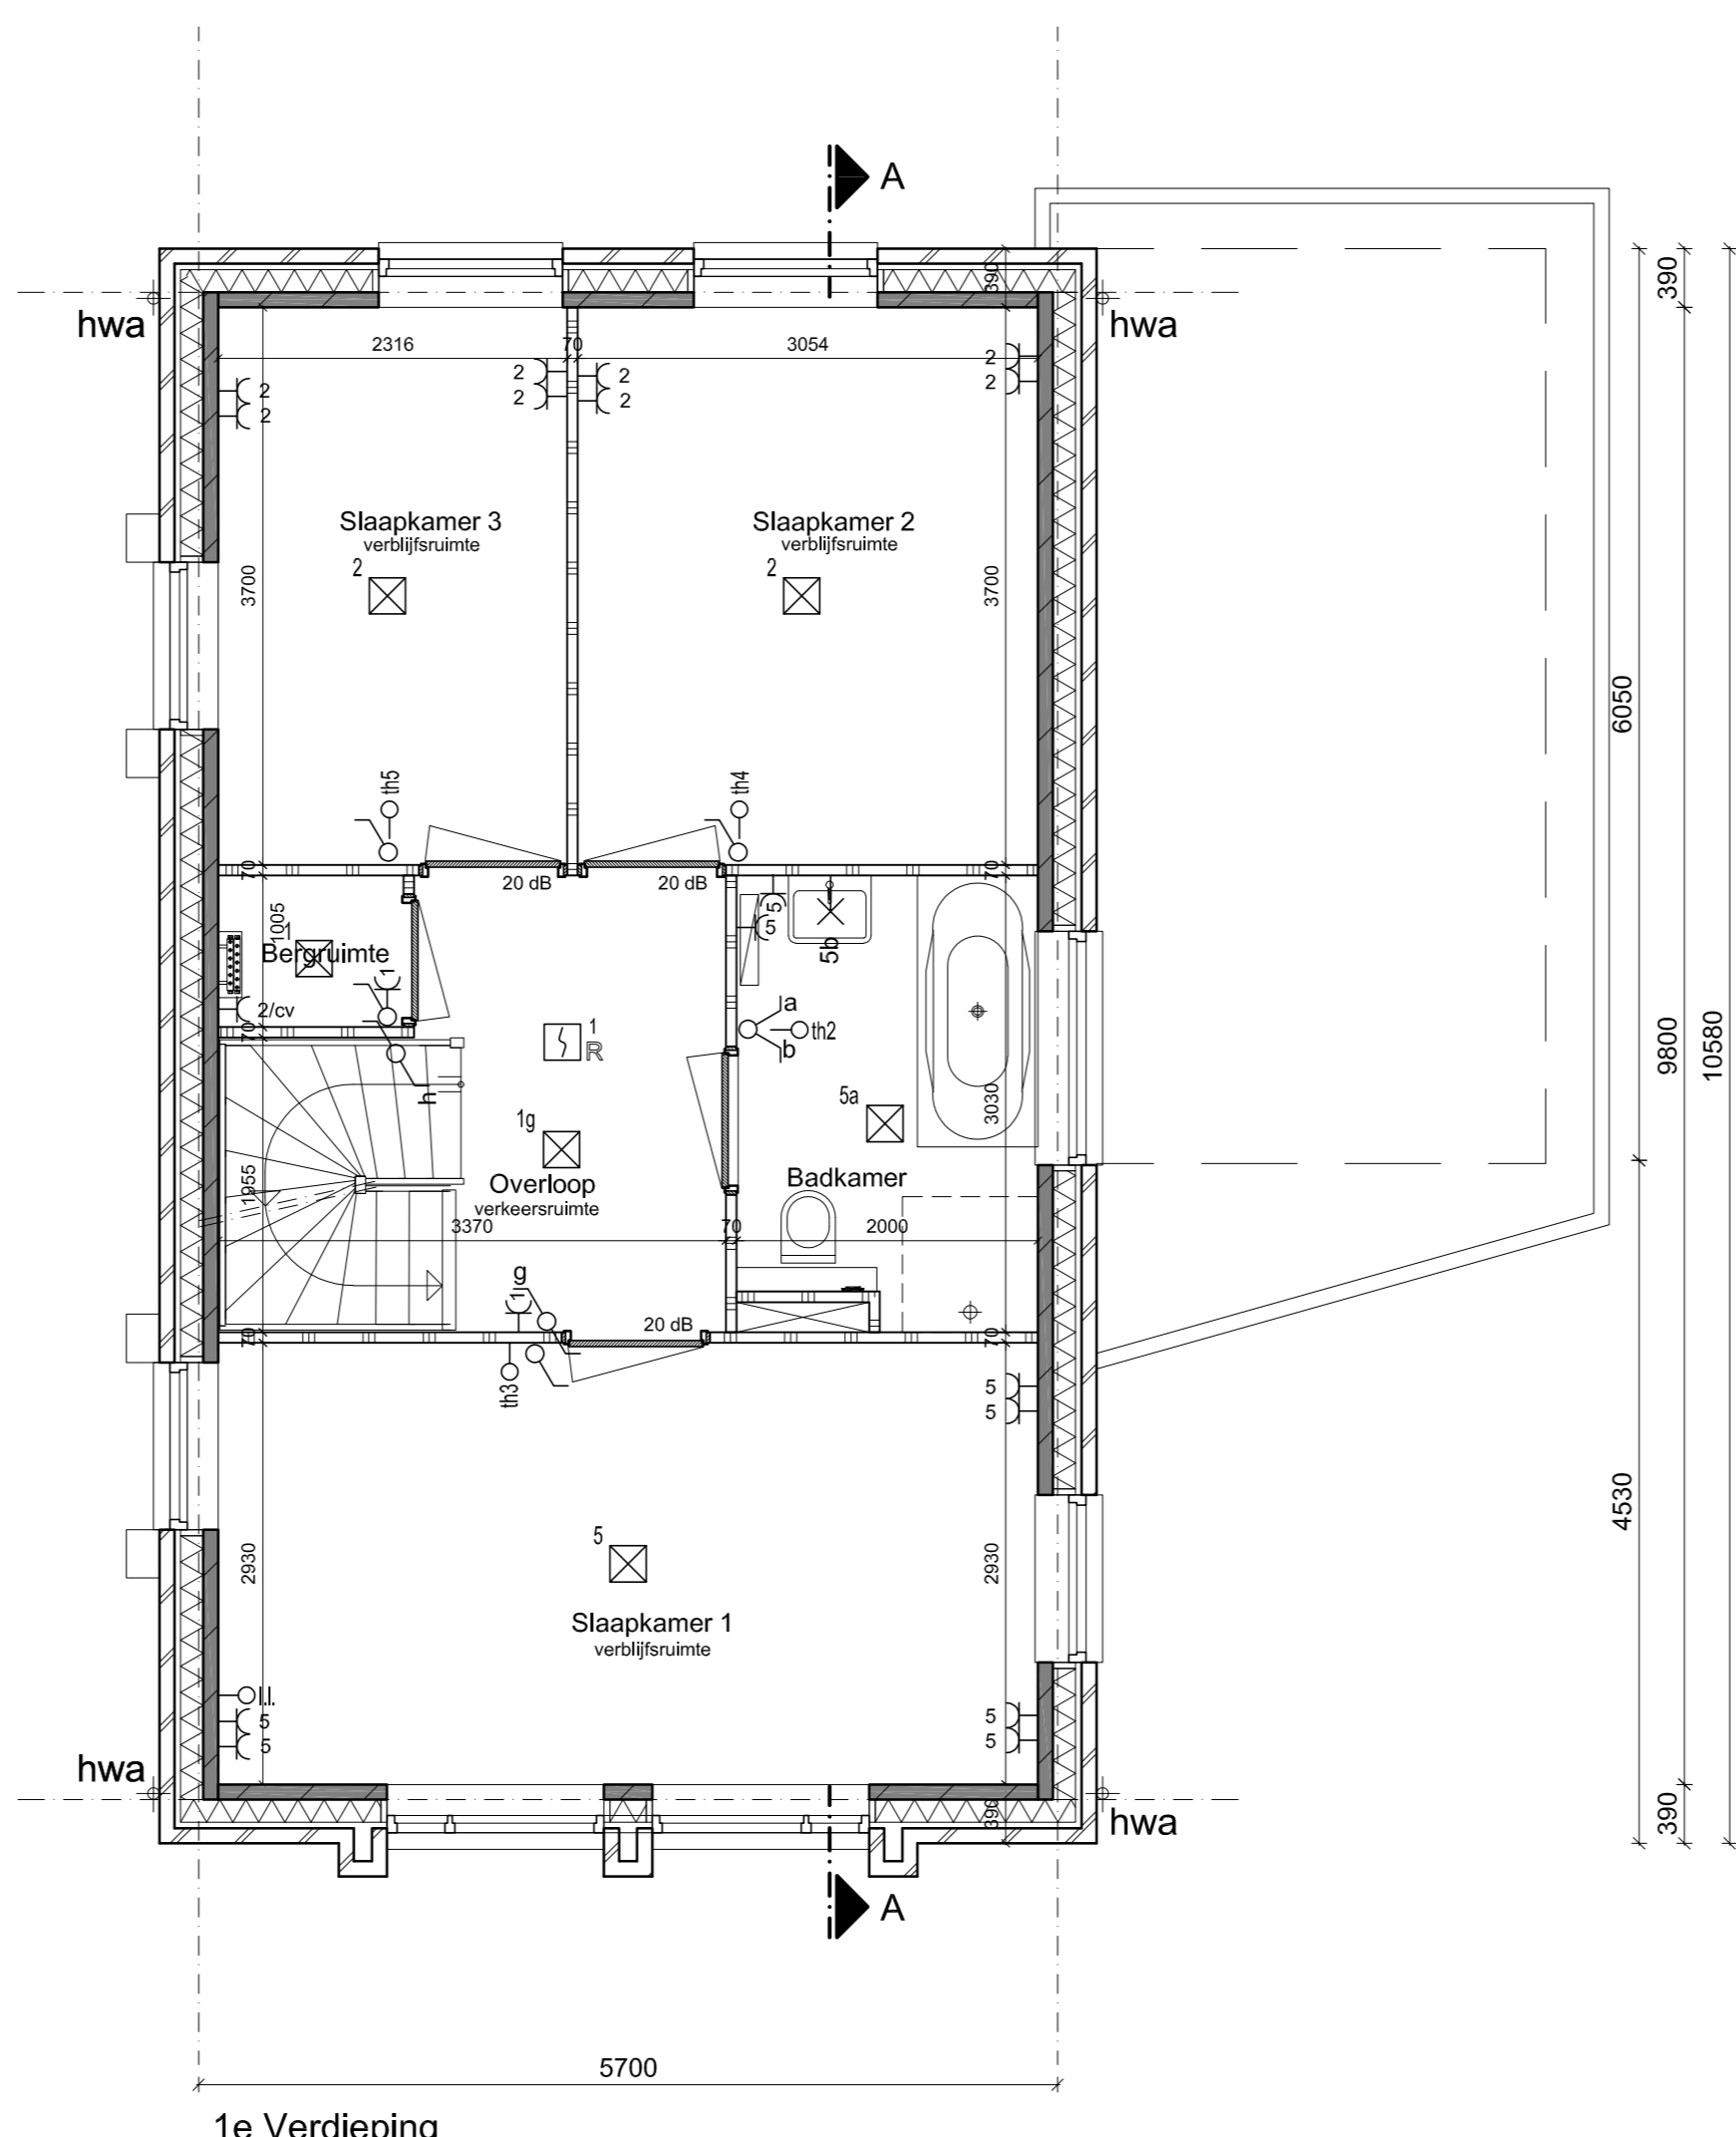 A
hwa
hwa
390
390
2316
70
3054
2
2
2
2
2
2
2
2
Slaapkamer 3
verblijfsruimte
2
Slaapkamer 2
verblijfsruimte
2
3700
3700
6050
9800
10580
th5
th4
70
70
20 dB
20 dB
1005
1
Bergruimte
1
2/cv
70
5
5
5b
a
b
th2
1
R
h
3030
5a
1g
Overloop
verkeersruimte
Badkamer
1955
3370
70
2000
g
1
20 dB
70
70
th3
5
5
4530
2930
2930
5
Slaapkamer 1
verblijfsruimte
l.l.
5
5
5
5
hwa
hwa
390
390
A
5700
1e Verdieping